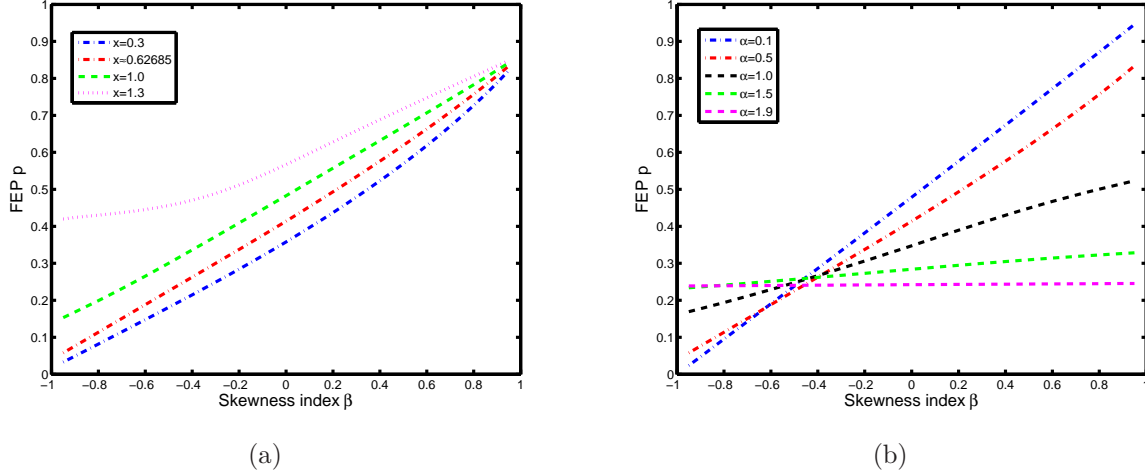 1
0.9
0.8
0.7
0.6
0.5
0.4
0.3
0.2
0.1
0
FEP p
x=0.3
x≈0.62685
x=1.0
x=1.3
−1 −0.8 −0.6 −0.4 −0.2 0 0.2 0.4 0.6 0.8 1
Skewness index β
(a)
1
0.9
0.8
0.7
0.6
0.5
0.4
0.3
0.2
0.1
0
FEP p
α=0.1
α=0.5
α=1.0
α=1.5
α=1.9
−1 −0.8 −0.6 −0.4 −0.2 0 0.2 0.4 0.6 0.8 1
Skewness index β
(b)